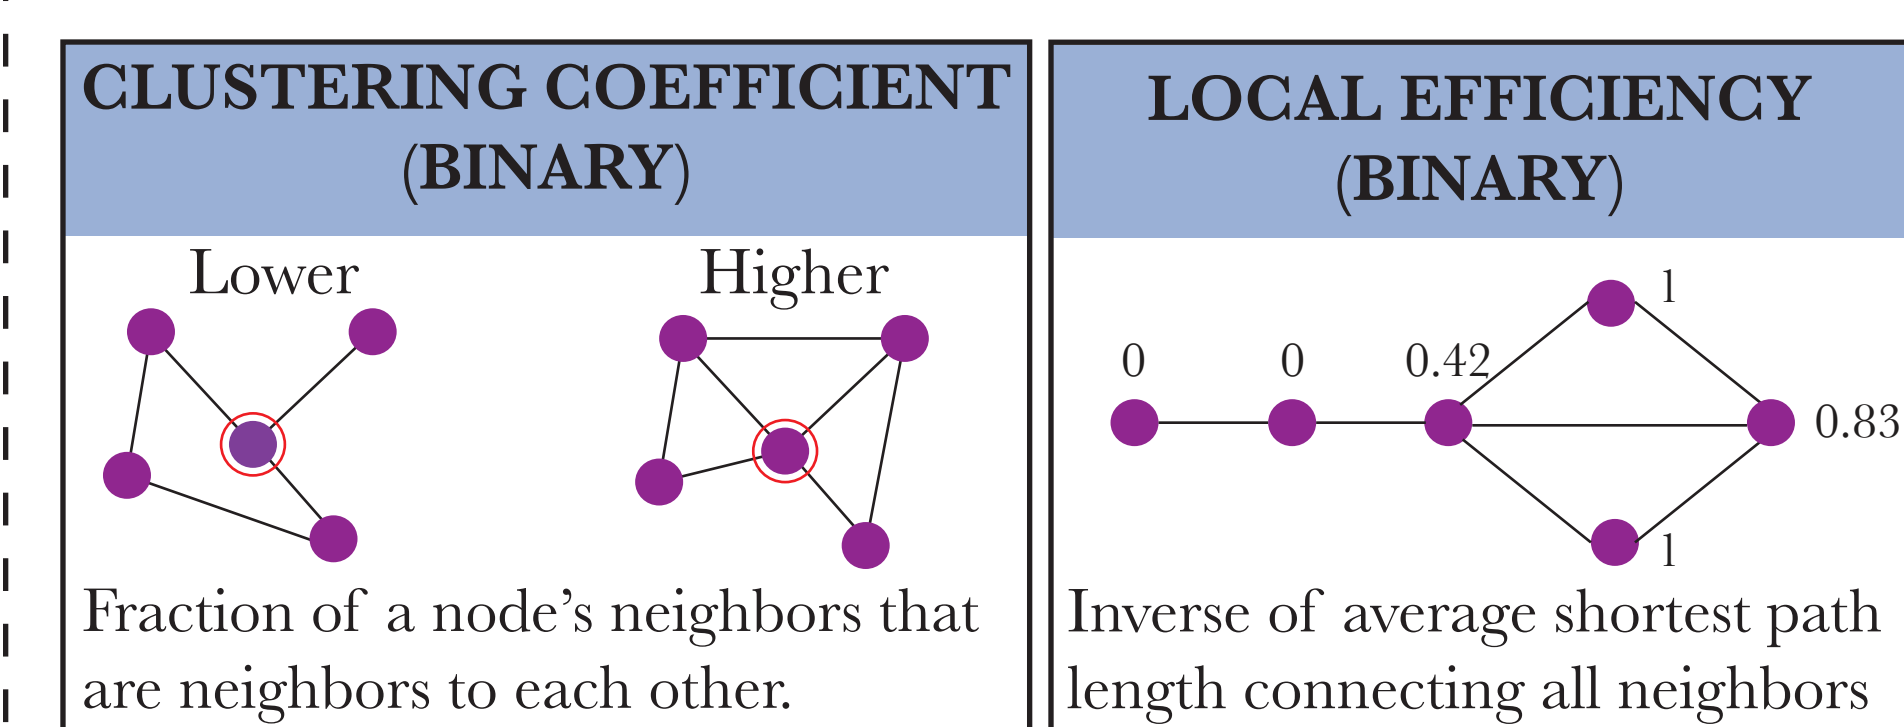 CLUSTERING COEFFICIENT
(BINARY)
Lower
Higher
Fraction of a node's neighbors that
are neighbors to each other.
LOCAL EFFICIENCY
(BINARY)
0
0
0.42
1
0.83
1
Inverse of average shortest path
length connecting all neighbors